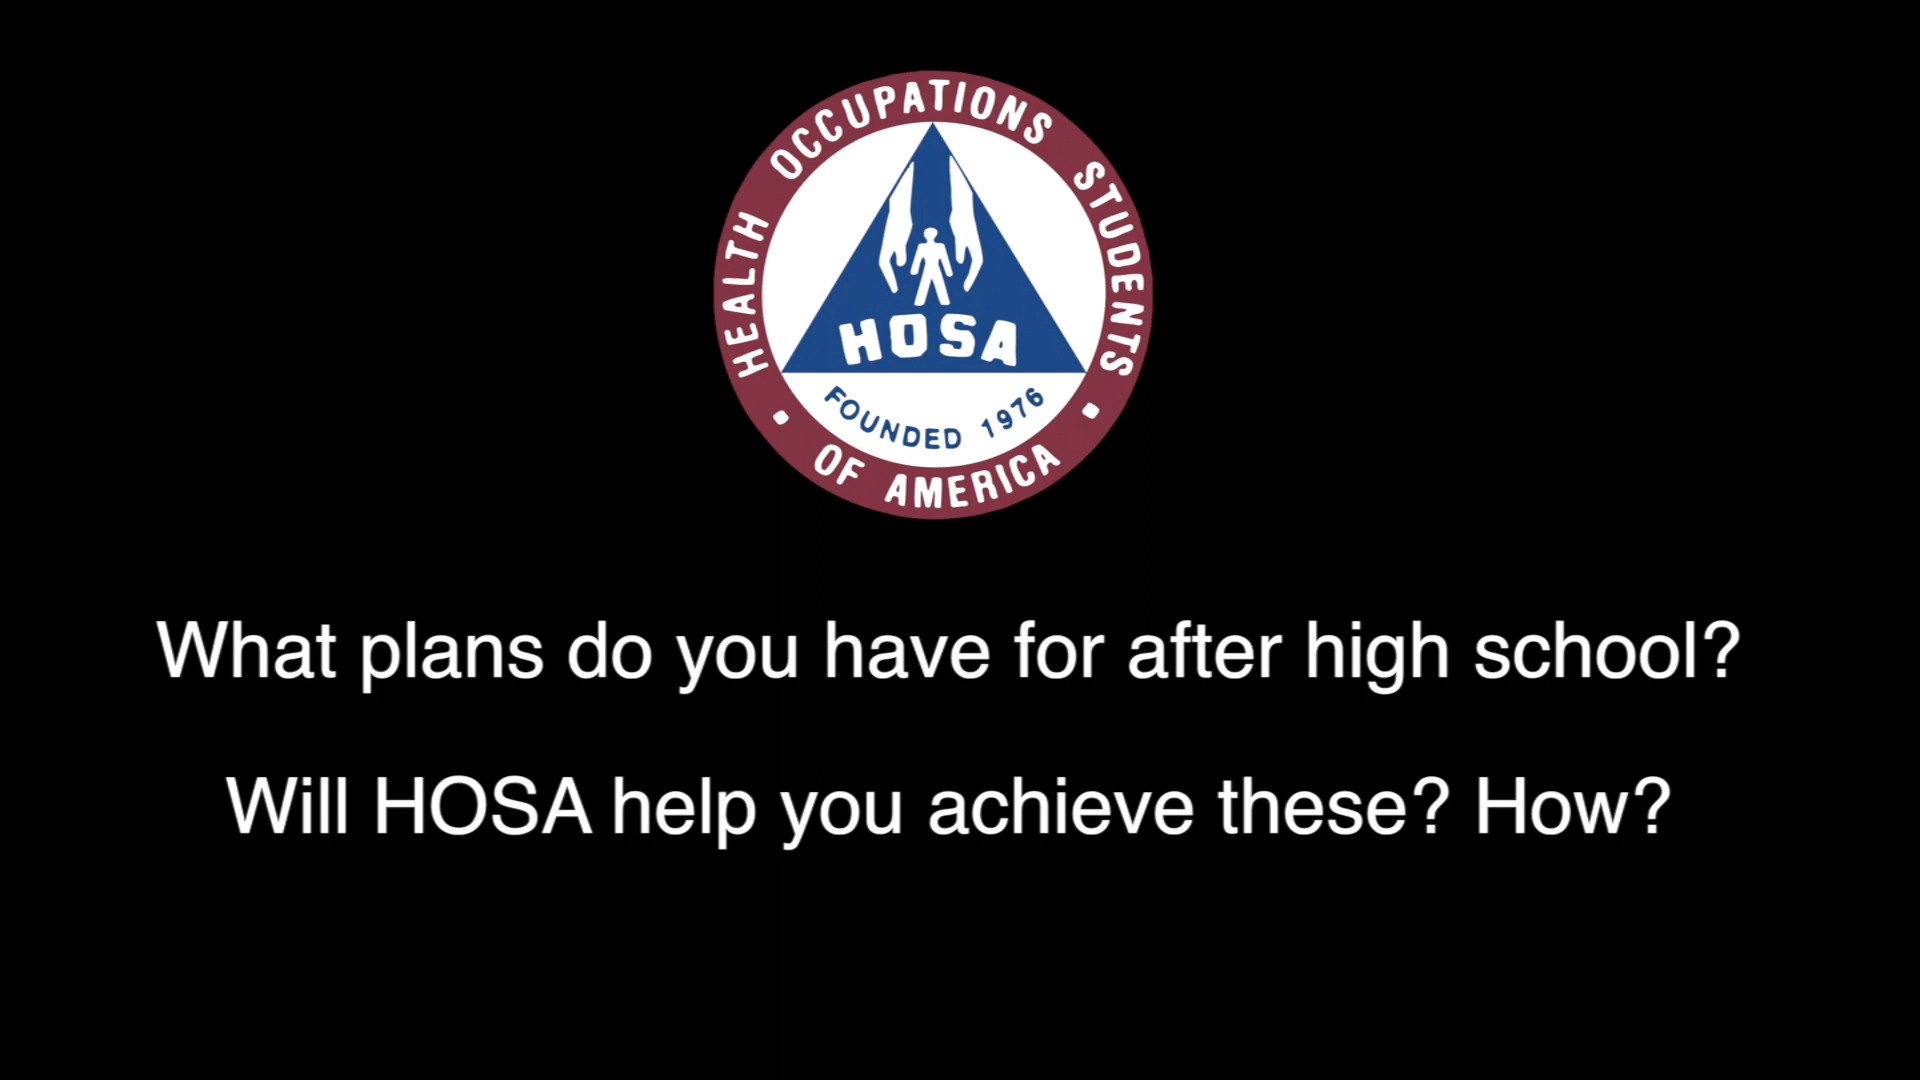 HEALTH OCCUPATIONS STUDENTS
HOSA
FOUNDED 1976
OF AMERICA
What plans do you have for after high school?
Will HOSA help you achieve these? How?